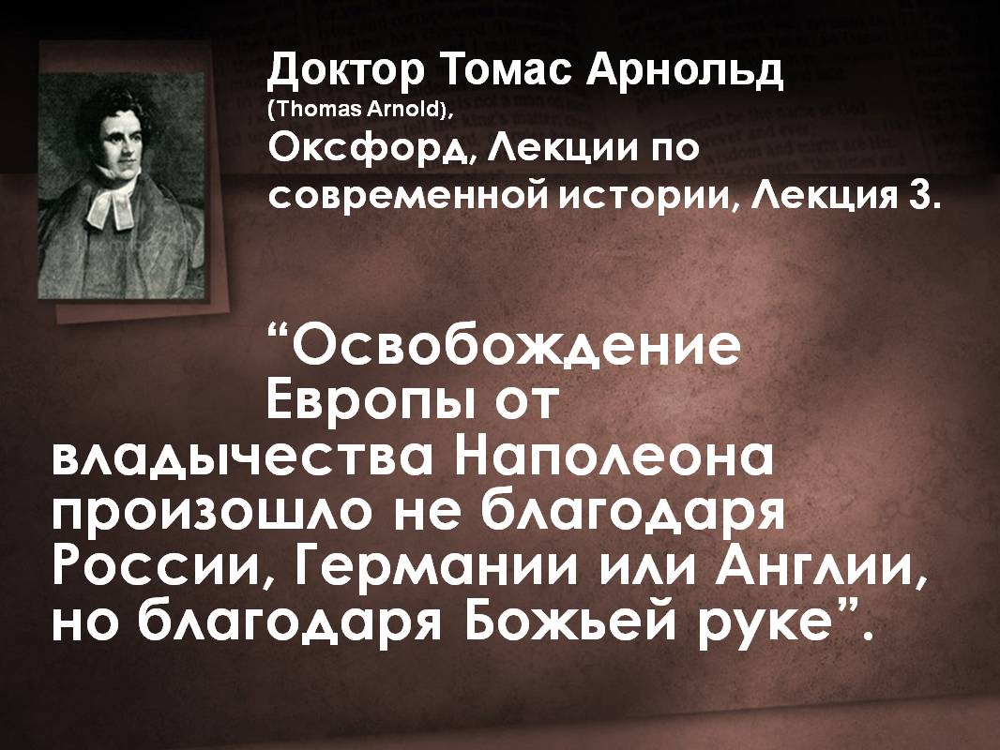 Доктор Томас Арнольд
(Thomas Arnold),
Оксфорд, Лекции по
современной истории, Лекция 3.
“Освобождение
Европы от
владычества Наполеона
произошло не благодаря
России, Германии или Англии,
но благодаря Божьей руке”.